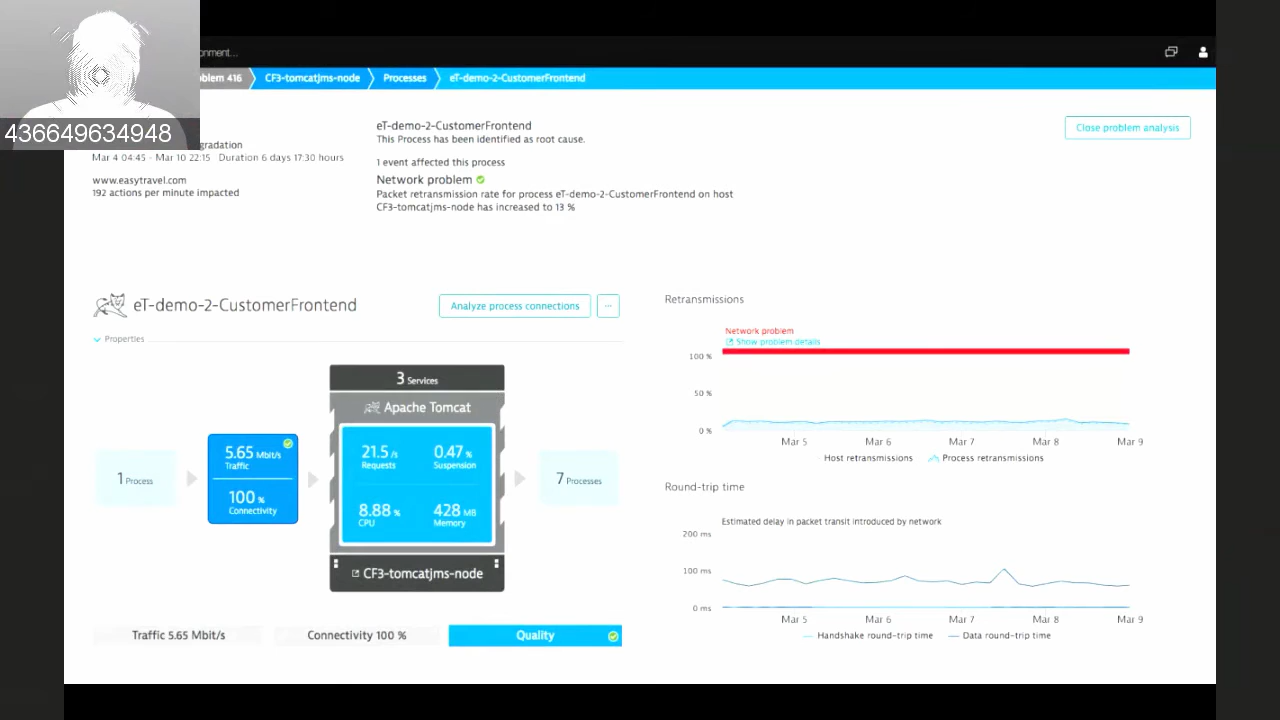 onment...
436649634948
blem 416
CF3-tomcatjms-node
Processes
eT-demo-2-CustomerFrontend
gradation
Mar 4 04:45 - Mar 10 22:15 Duration 6 days 17:30 hours
www.easytravel.com
192 actions per minute impacted
eT-demo-2-CustomerFrontend
This Process has been identified as root cause.
1 event affected this process
Network problem
Packet retransmission rate for process eT-demo-2-CustomerFrontend on host
CF3-tomcatjms-node has increased to 13 %
Close problem analysis
eT-demo-2-CustomerFrontend
Analyze process connections
...
Properties
1 Process
5.65 Mbit/s
Traffic
100 %
Connectivity
3 Services
Apache Tomcat
21.5 /s
Requests
0.47 %
Suspension
8.88 %
CPU
428 MB
Memory
CF3-tomcatjms-node
7 Processes
Traffic 5.65 Mbit/s
Connectivity 100 %
Quality
Retransmissions
Network problem
Show problem details
100 %
50 %
0 %
Mar 5
Mar 6
Mar 7
Mar 8
Mar 9
Host retransmissions
Process retransmissions
Round-trip time
Estimated delay in packet transit introduced by network
200 ms
100 ms
0 ms
Mar 5
Mar 6
Mar 7
Mar 8
Mar 9
Handshake round-trip time
Data round-trip time